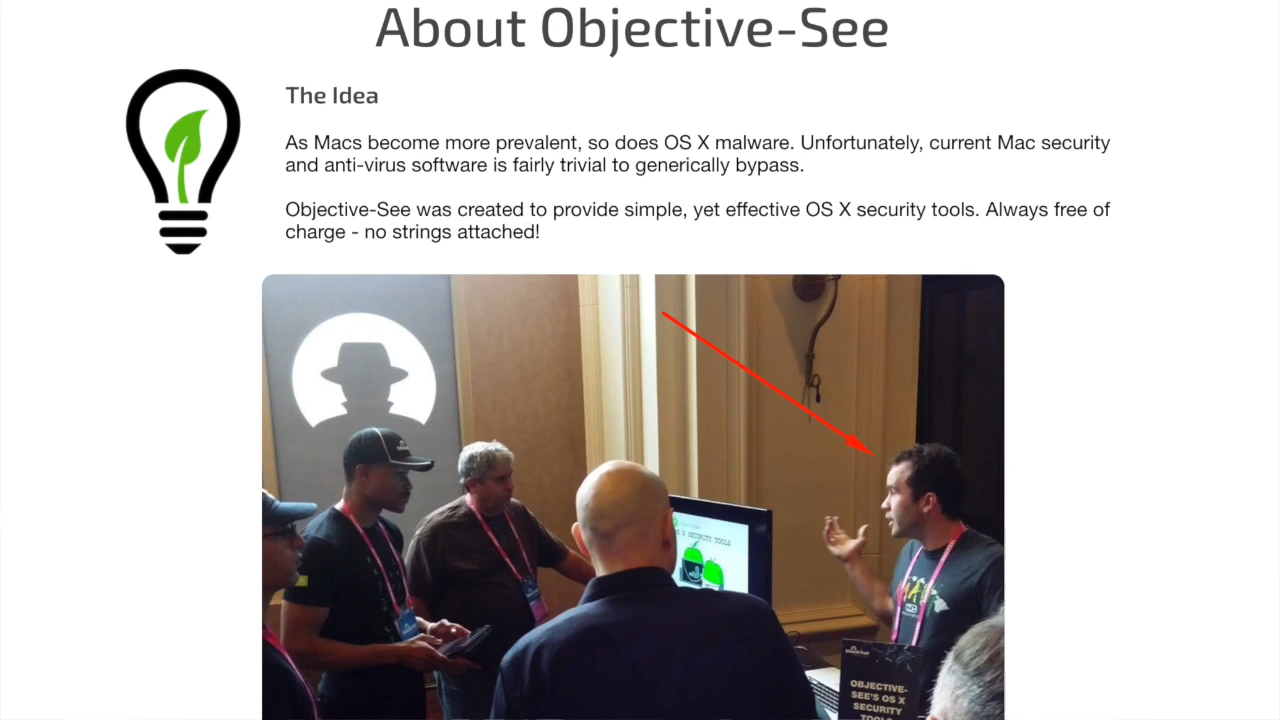 About Objective-See
The Idea
As Macs become more prevalent, so does OS X malware. Unfortunately, current Mac security
and anti-virus software is fairly trivial to generically bypass.
Objective-See was created to provide simple, yet effective OS X security tools. Always free of
charge - no strings attached!
S X SECURITY TOOLS
OBJECTIVE-
SEE'S OS X
SECURITY
TOOLS